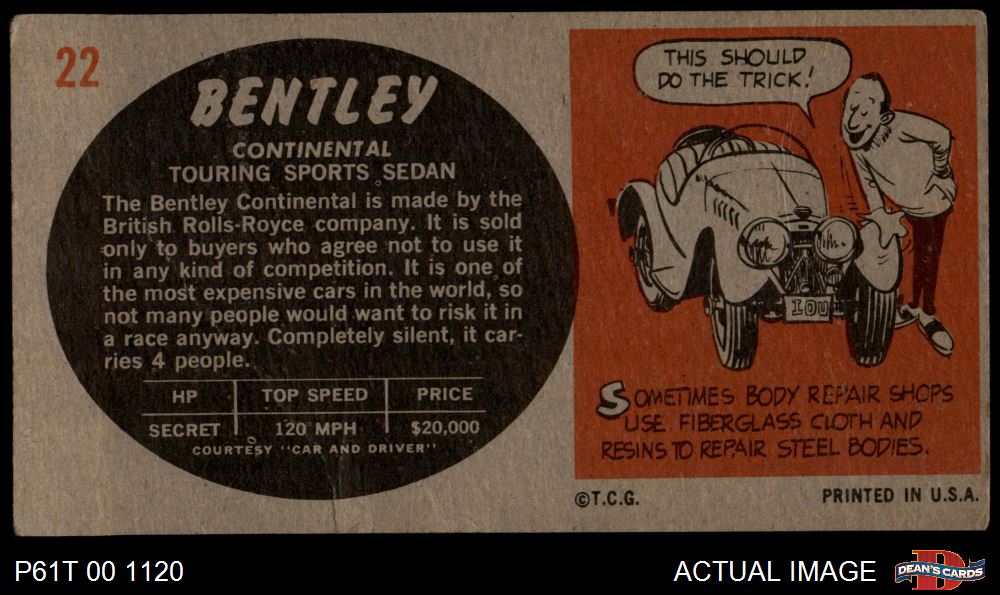 22
BENTLEY
CONTINENTAL
TOURING SPORTS SEDAN
The Bentley Continental is made by the
British Rolls-Royce company. It is sold
only to buyers who agree not to use it
in any kind of competition. It is one of
the most expensive cars in the world, so
not many people would want to risk it in
a race anyway. Completely silent, it car-
ries 4 people.
HP TOP SPEED PRICE
SECRET 120 MPH $20,000
COURTESY "CAR AND DRIVER"
THIS SHOULD
DO THE TRICK!
IOU
SOMETIMES BODY REPAIR SHOPS
USE FIBERGLASS CLOTH AND
RESINS TO REPAIR STEEL BODIES.
©T.C.G.
PRINTED IN U.S.A.
P61T 00 1120
ACTUAL IMAGE
DEAN'S CARDS